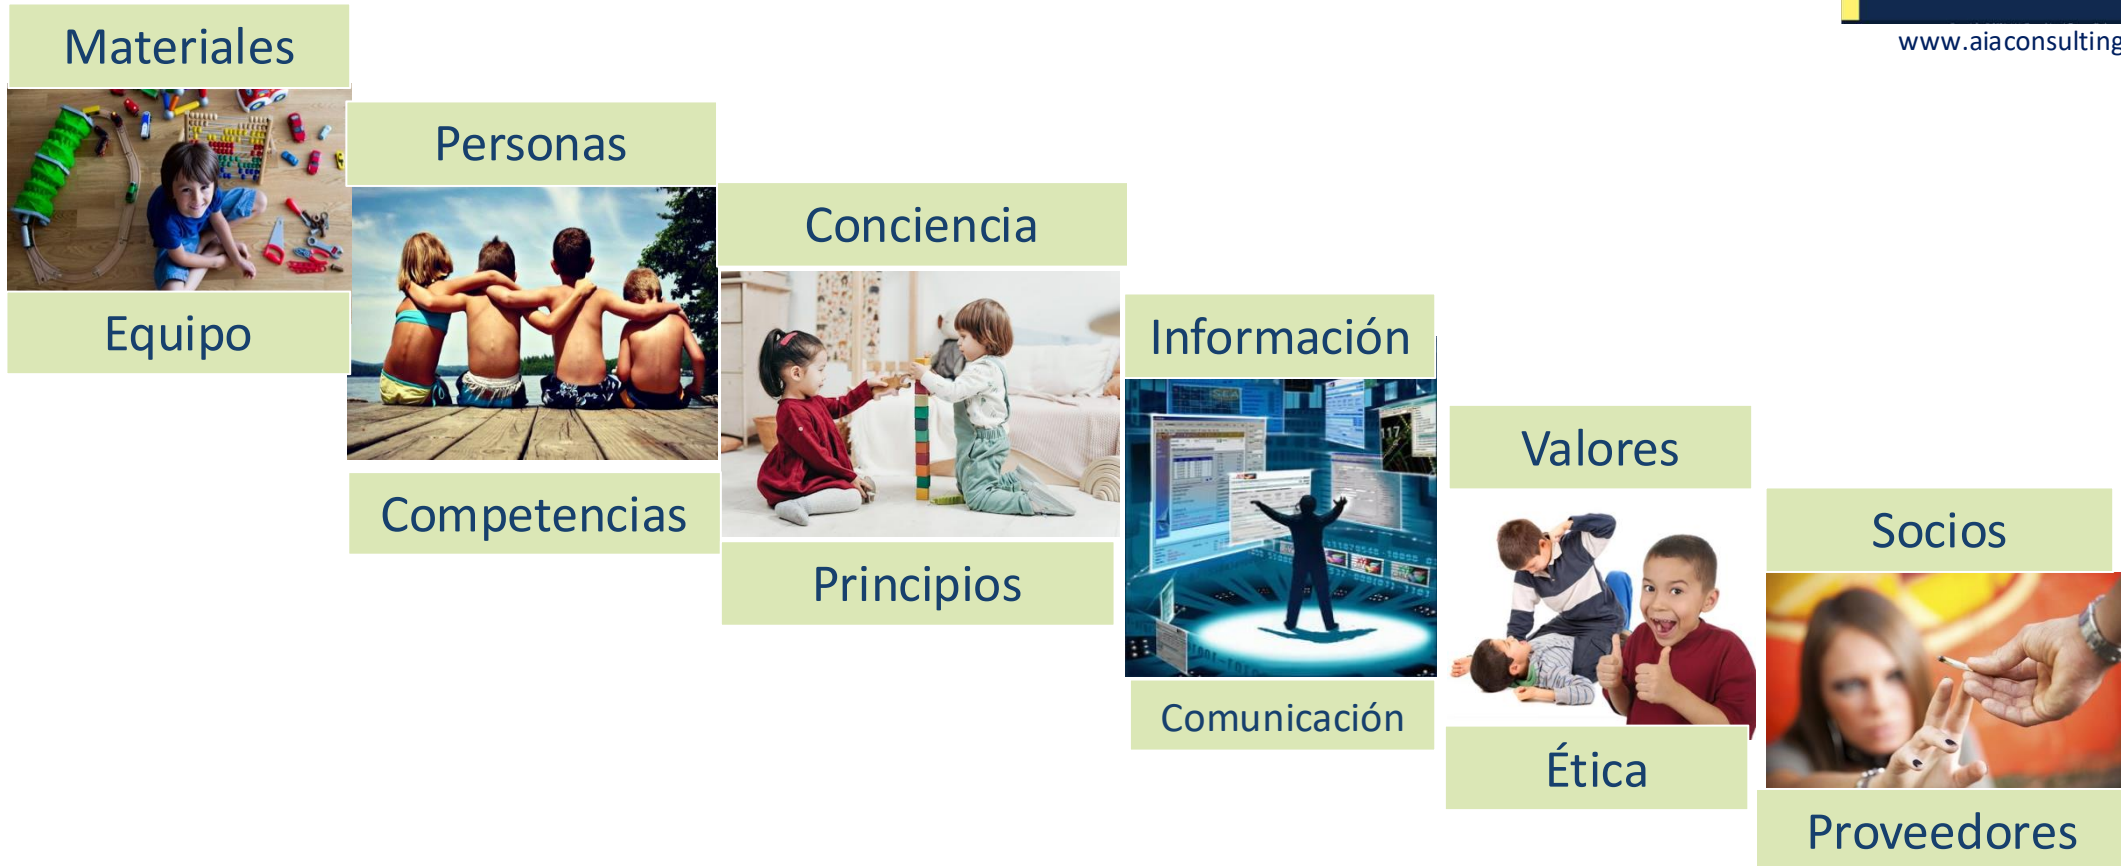 www.aiaconsulting
Materiales
Equipo
Personas
Competencias
Conciencia
Principios
Información
Comunicación
Valores
Ética
Socios
Proveedores